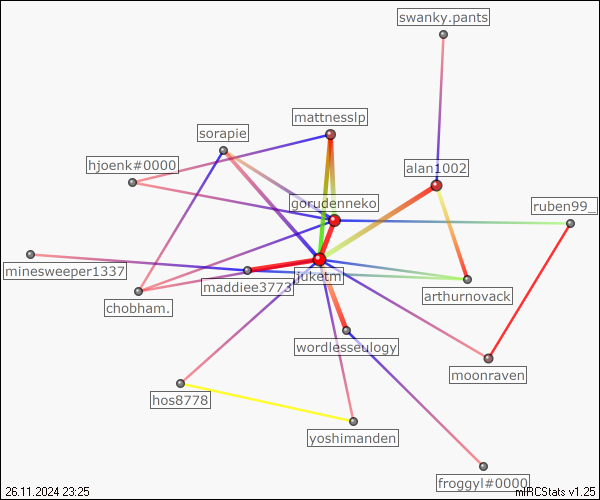 swanky.pants
mattnesslp
sorapie
hjoenk#0000
alan1002
gorudenneko
ruben99_
minesweeper1337
juketm
maddiee3773
arthurnovack
chobham.
wordlesseulogy
moonraven
hos8778
yoshimanden
froggyl#0000
26.11.2024 23:25
mIRCStats v1.25